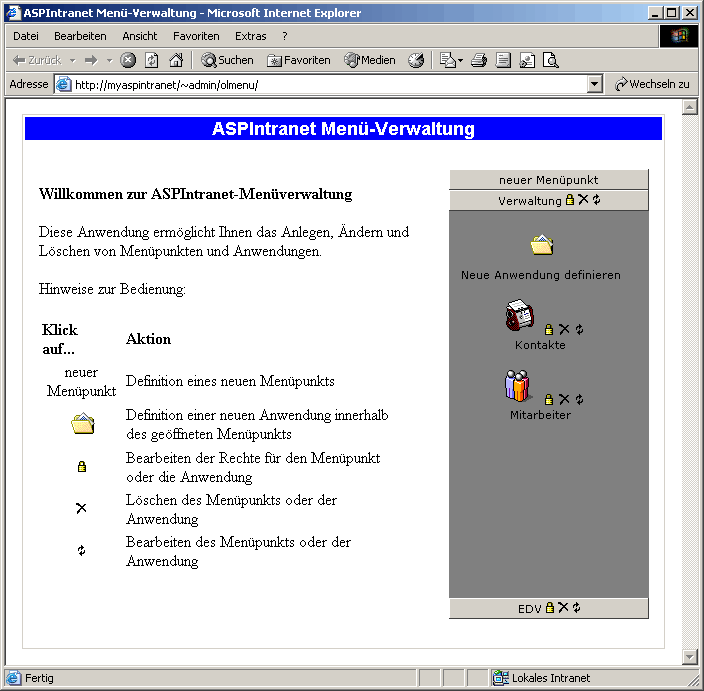 ASPIntranet Menü-Verwaltung - Microsoft Internet Explorer
Datei Bearbeiten Ansicht Favoriten Extras ?
Zurück Suchen Favoriten Medien
Adresse http://myaspintranet/~admin/olmenu/ Wechseln zu
ASPIntranet Menü-Verwaltung
Willkommen zur ASPIntranet-Menüverwaltung
Diese Anwendung ermöglicht Ihnen das Anlegen, Ändern und
Löschen von Menüpunkten und Anwendungen.
Hinweise zur Bedienung:
Klick
auf...
Aktion
neuer
Menüpunkt
Definition eines neuen Menüpunkts
Definition einer neuen Anwendung innerhalb
des geöffneten Menüpunkts
Bearbeiten der Rechte für den Menüpunkt
oder die Anwendung
Löschen des Menüpunkts oder der
Anwendung
Bearbeiten des Menüpunkts oder der
Anwendung
neuer Menüpunkt
Verwaltung
Neue Anwendung definieren
Kontakte
Mitarbeiter
EDV
Fertig
Lokales Intranet